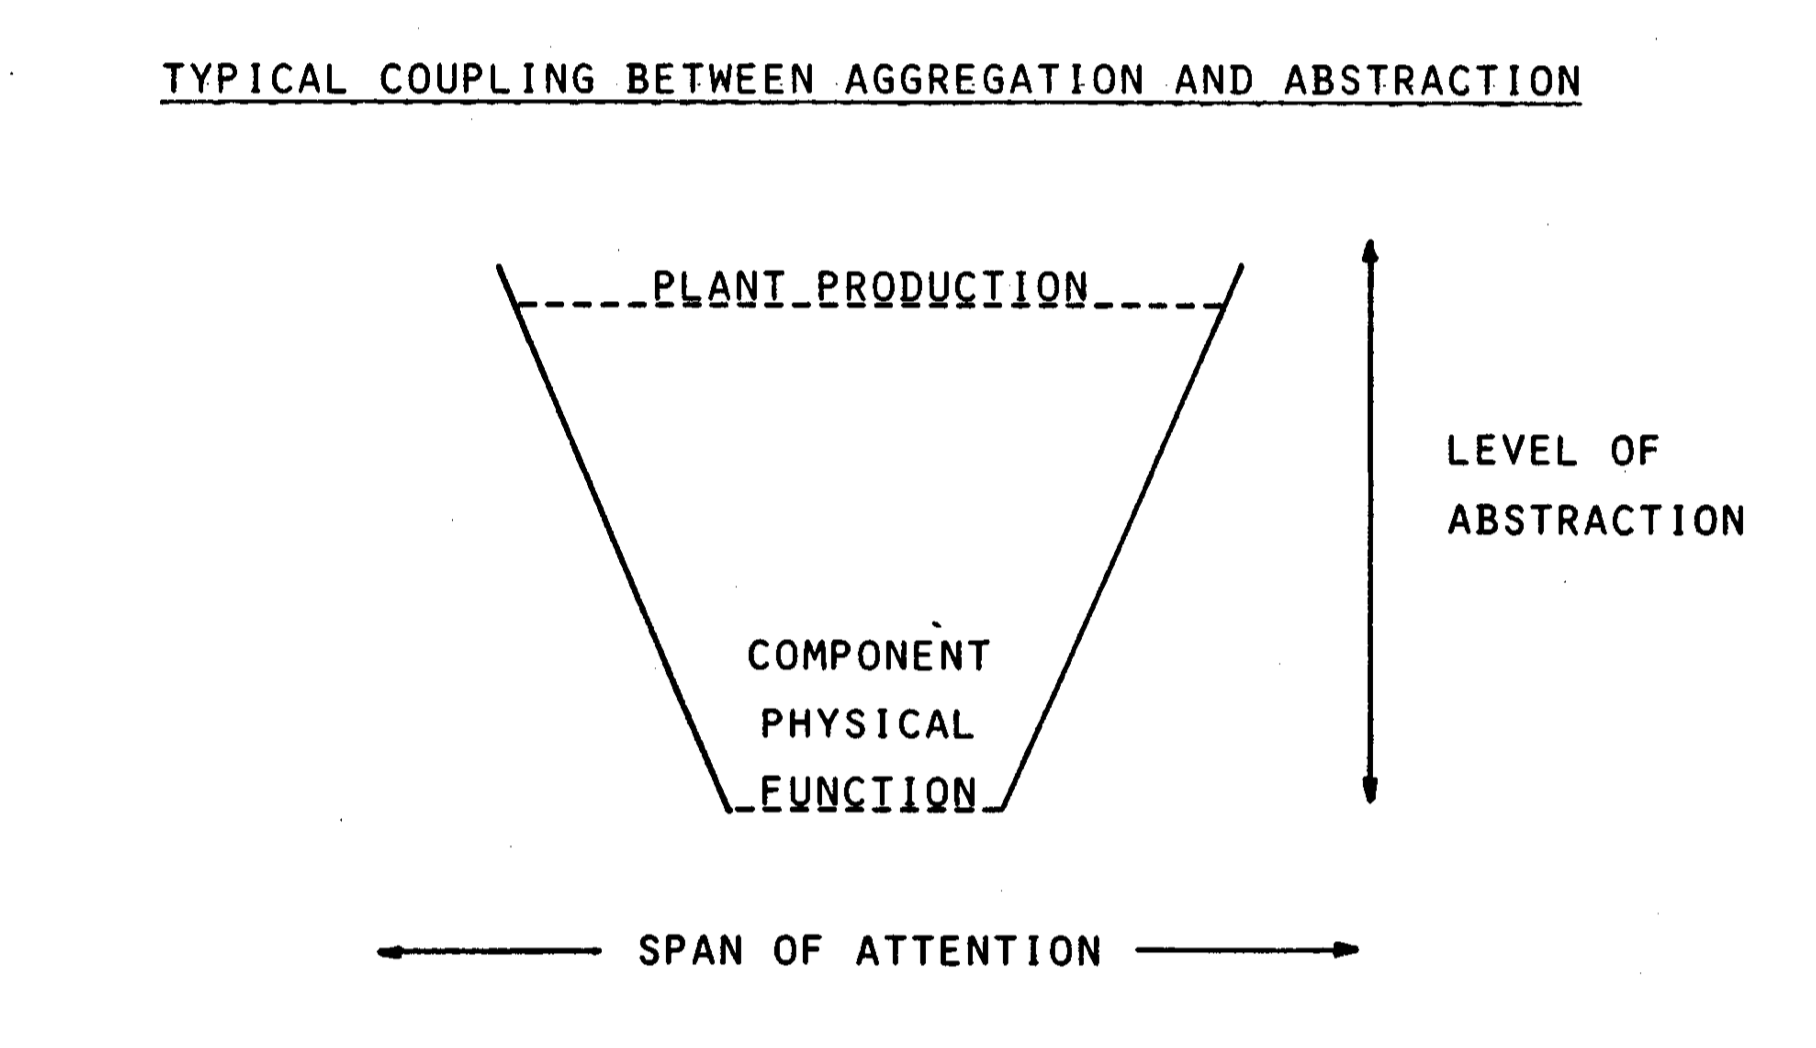 TYPICAL COUPLING BETWEEN AGGREGATION AND ABSTRACTION
PLANT PRODUCTION
LEVEL OF
ABSTRACTION
COMPONENT
PHYSICAL
FUNCTION
SPAN OF ATTENTION